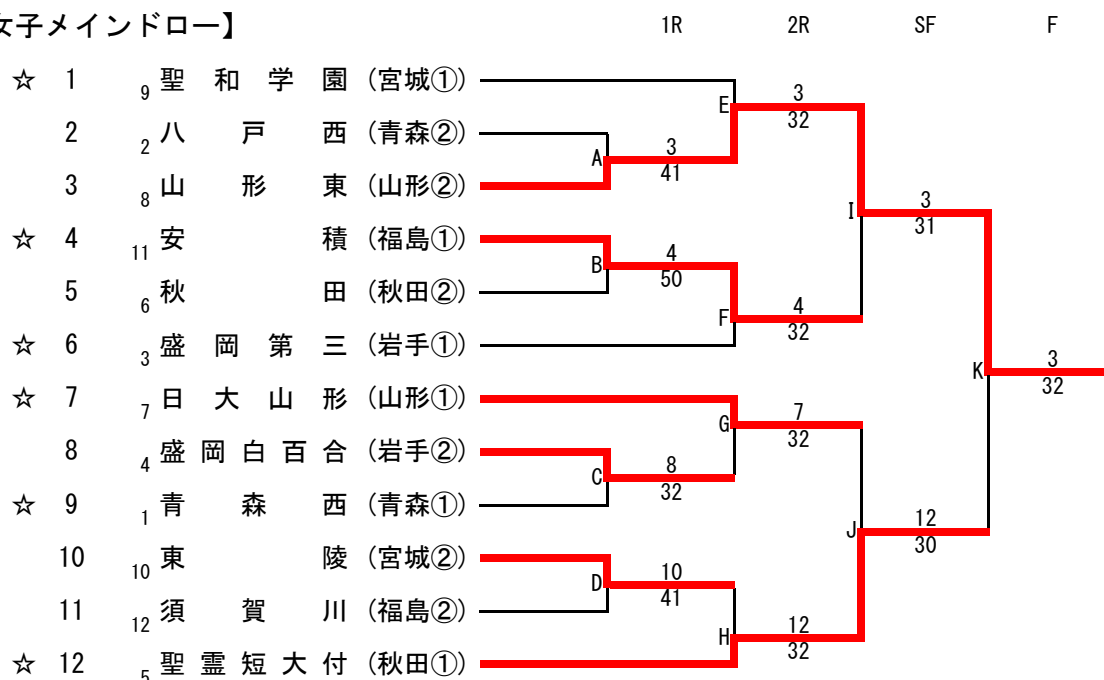 女子メインドロー】 1R 2R SF F
☆ 1 9 聖和学園 (宮城①)
E 3
32
2 2 八戸西 (青森②)
A 3
41
3 8 山形東 (山形②)
I 3
31
☆ 4 11 安積 (福島①)
B 4
50
5 6 秋田 (秋田②)
F 4
32
☆ 6 3 盛岡第三 (岩手①)
K 3
32
☆ 7 7 日大山形 (山形①)
G 7
32
8 4 盛岡白百合 (岩手②)
C 8
32
☆ 9 1 青森西 (青森①)
J 12
30
10 10 東陵 (宮城②)
D 10
41
11 12 須賀川 (福島②)
H 12
32
☆ 12 5 聖霊短大付 (秋田①)